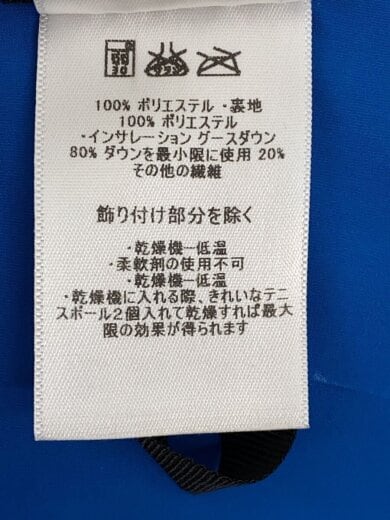 100% ポリエステル ・裏地
100% ポリエステル
・インサレーション グースダウン
80% ダウンを最小限に使用 20%
その他の繊維
飾り付け部分を除く
・乾燥機ー低温
・柔軟剤の使用不可
・乾燥機ー低温
・乾燥機に入れる際、きれいなテニ
スボール2個入れて乾燥すれば最大
限の効果が得られます